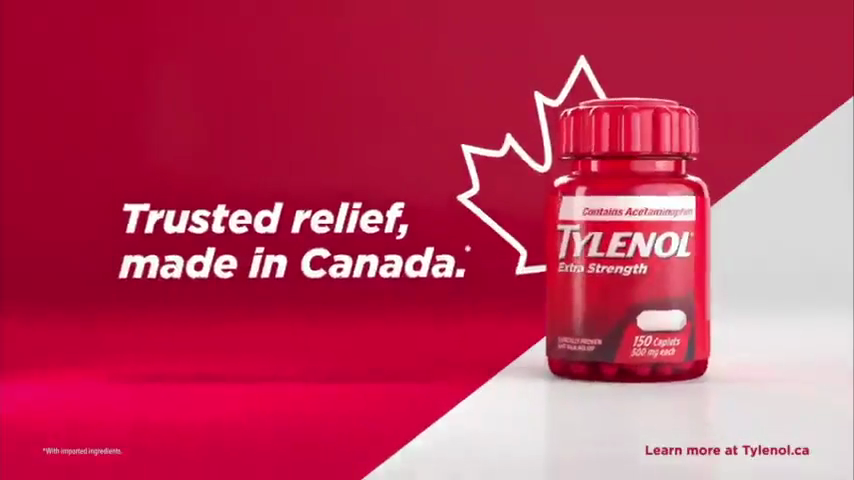 Trusted relief,
made in Canada.*
Contains Acetaminophen
TYLENOL®
Extra Strength
150 Caplets
500 mg each
*With imported ingredients.
Learn more at Tylenol.ca